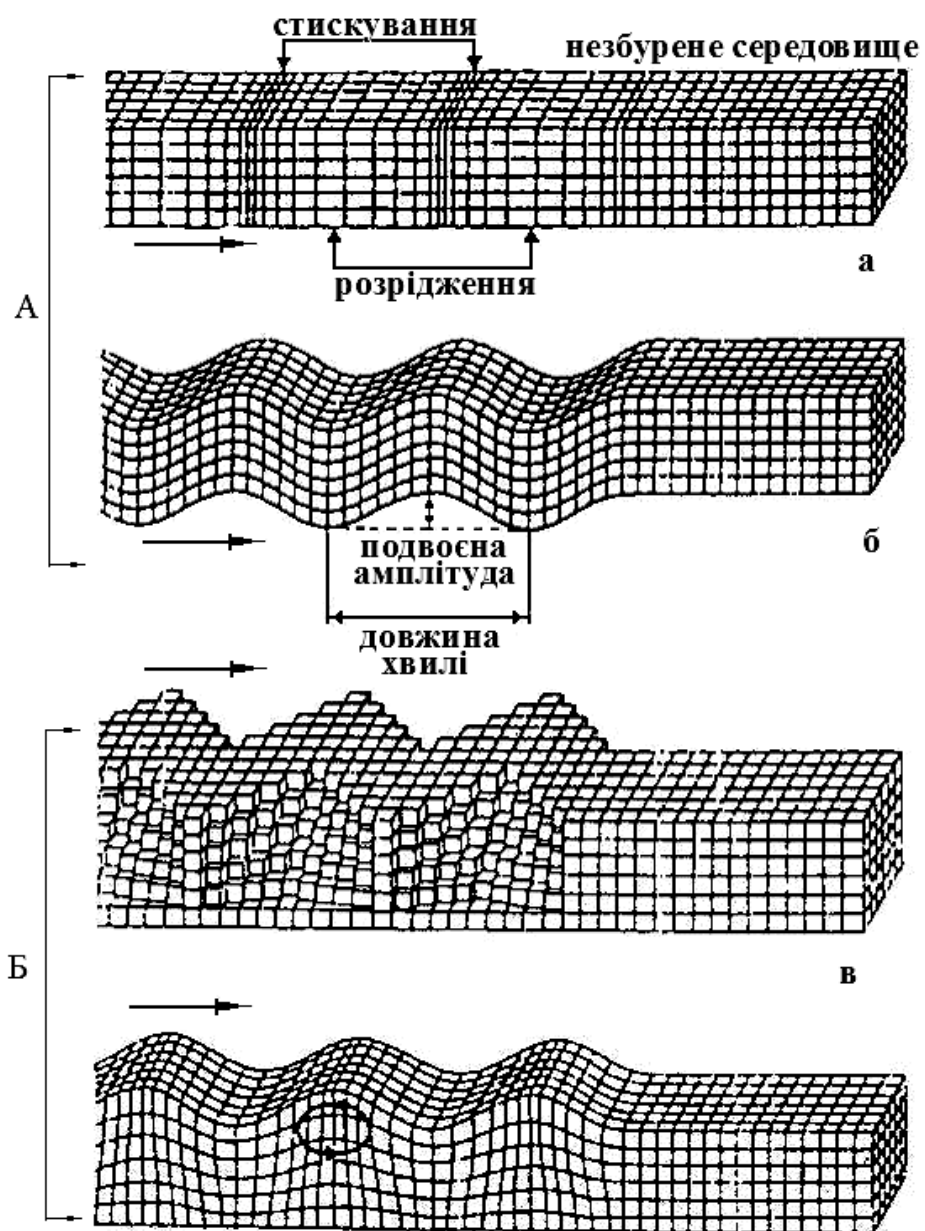 стискування
незбурене середовище
а
розрідження
А
б
подвоєна
амплітуда
довжина
хвилі
Б
в